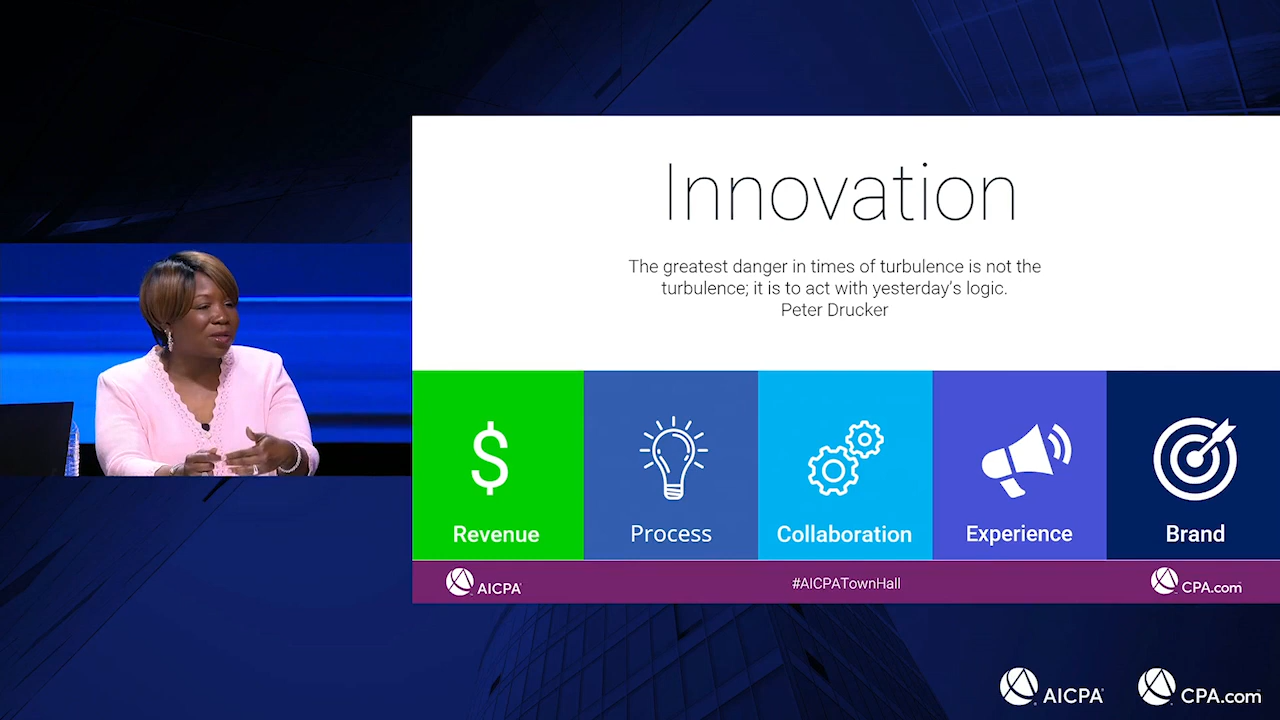 Innovation
The greatest danger in times of turbulence is not the
turbulence; it is to act with yesterday's logic.
Peter Drucker
$
Revenue
Process
Collaboration
Experience
Brand
AICPA
#AICPATownHall
CPA.com
AICPA
CPA.com